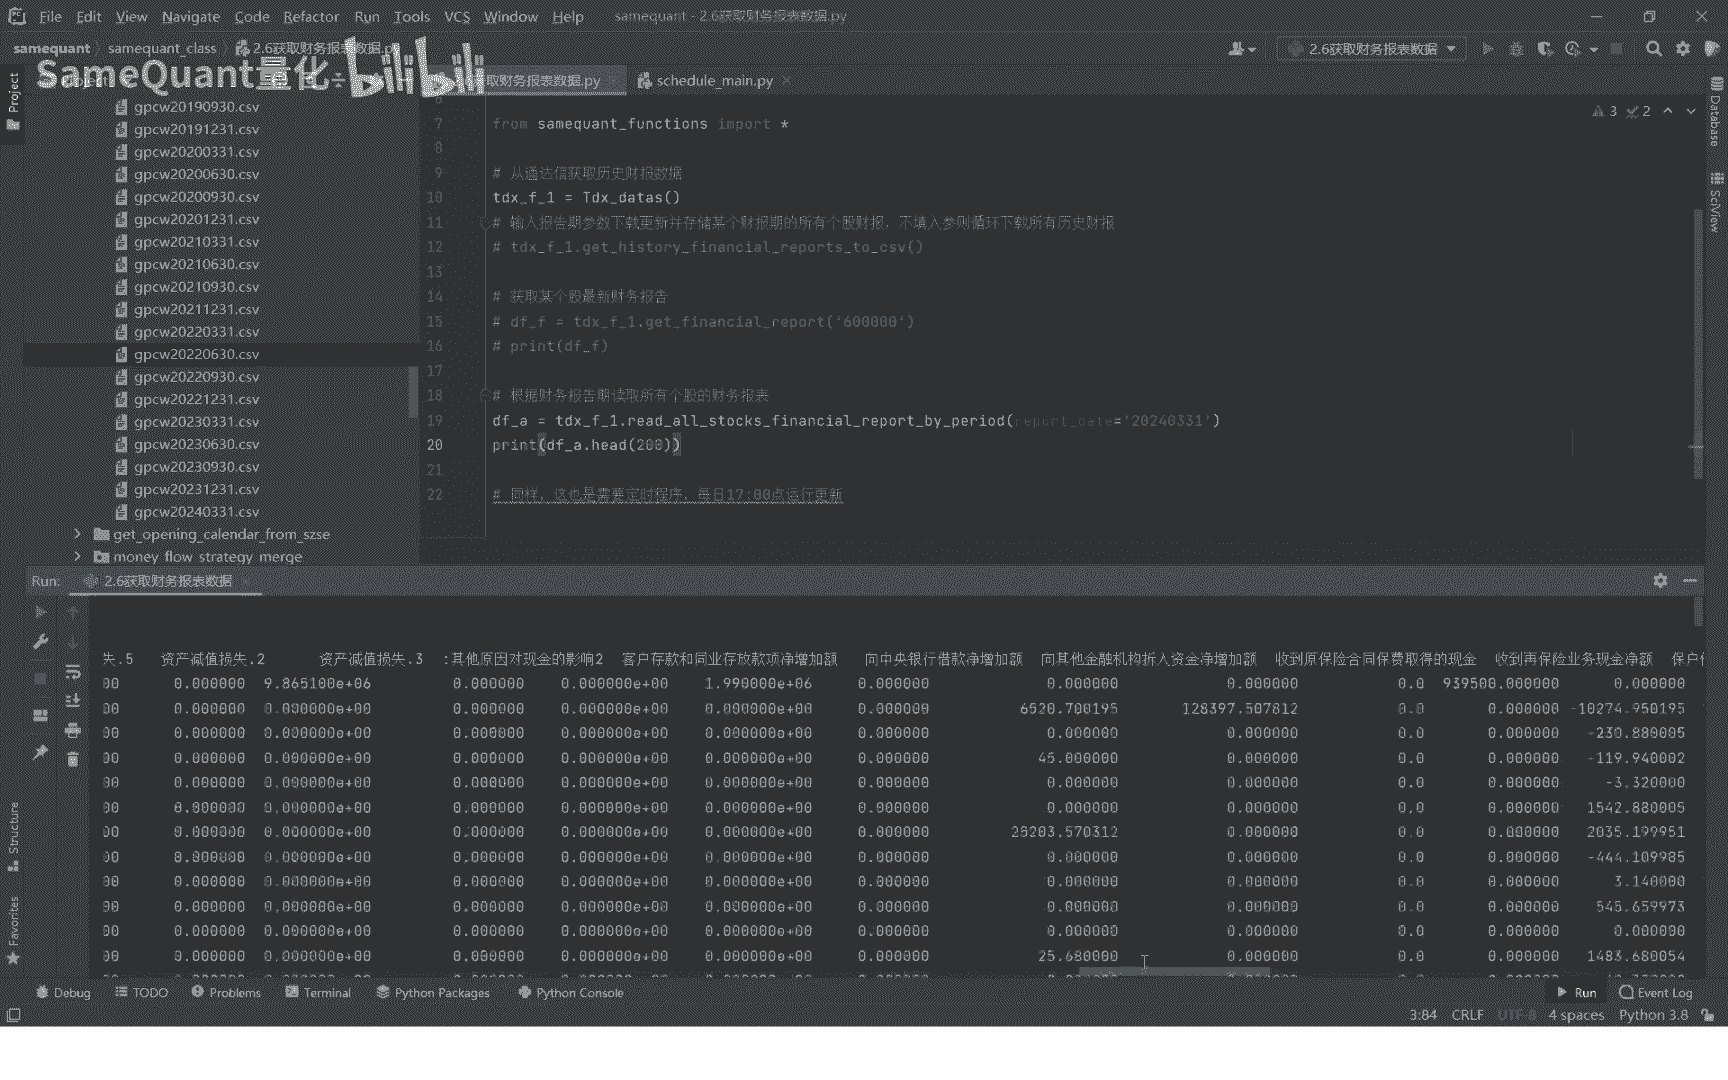 File Edit View Navigate Code Refactor Run Tools VCS Window Help samequant - 2.6获取财务报表数据.py
samequant samequant_class 2.6获取财务报表数据.py 2.6获取财务报表数据
SameQuant量化 bilibili
取财务报表数据.py schedule_main.py
Project
gpcw20190930.csv
gpcw20191231.csv
gpcw20200331.csv
gpcw20200630.csv
gpcw20200930.csv
gpcw20201231.csv
gpcw20210331.csv
gpcw20210630.csv
gpcw20210930.csv
gpcw20211231.csv
gpcw20220331.csv
gpcw20220630.csv
gpcw20220930.csv
gpcw20221231.csv
gpcw20230331.csv
gpcw20230630.csv
gpcw20230930.csv
gpcw20231231.csv
gpcw20240331.csv
get_opening_calendar_from_szse
money_flow_strategy_merge
3 2
6
7 from samequant_functions import *
8
9 # 从通达信获取历史财报数据
10 tdx_f_1 = Tdx_datas()
11 # 输入报告期参数下载更新并存储某个财报期的所有个股财报，不填入参则循环下载所有历史财报
12 # tdx_f_1.get_history_financial_reports_to_csv()
13
14 # 获取某个股最新财务报告
15 # df_f = tdx_f_1.get_financial_report('600000')
16 # print(df_f)
17
18 # 根据财务报告期读取所有个股的财务报表
19 df_a = tdx_f_1.read_all_stocks_financial_report_by_period(report_date='20240331')
20 print(df_a.head(200))
21
22 # 同样，这也是需要定时程序，每日17:00点运行更新
Database
SciView
Run: 2.6获取财务报表数据
失.5 资产减值损失.2 资产减值损失.3 :其他原因对现金的影响2 客户存款和同业存放款项净增加额 向中央银行借款净增加额 向其他金融机构拆入资金净增加额 收到原保险合同保费取得的现金 收到再保险业务现金净额 保户
00 0.000000 9.865100e+06 0.000000 0.000000e+00 1.990000e+06 0.000000 0.000000 0.000000 0.0 939500.000000 0.000000
00 0.000000 0.000000e+00 0.000000 0.000000e+00 0.000000e+00 0.000000 6520.700195 128397.507812 0.0 0.000000 -10274.950195
00 0.000000 0.000000e+00 0.000000 0.000000e+00 0.000000e+00 0.000000 0.000000 0.000000 0.0 0.000000 -230.880005
00 0.000000 0.000000e+00 0.000000 0.000000e+00 0.000000e+00 0.000000 45.000000 0.000000 0.0 0.000000 -119.940002
00 0.000000 0.000000e+00 0.000000 0.000000e+00 0.000000e+00 0.000000 0.000000 0.000000 0.0 0.000000 -3.320000
00 0.000000 0.000000e+00 0.000000 0.000000e+00 0.000000e+00 0.000000 0.000000 0.000000 0.0 0.000000 1542.880005
00 0.000000 0.000000e+00 0.000000 0.000000e+00 0.000000e+00 0.000000 25203.570312 0.000000 0.0 0.000000 2035.199951
00 0.000000 0.000000e+00 0.000000 0.000000e+00 0.000000e+00 0.000000 0.000000 0.000000 0.0 0.000000 -444.109985
00 0.000000 0.000000e+00 0.000000 0.000000e+00 0.000000e+00 0.000000 0.000000 0.000000 0.0 0.000000 3.140000
00 0.000000 0.000000e+00 0.000000 0.000000e+00 0.000000e+00 0.000000 0.000000 0.000000 0.0 0.000000 545.659973
00 0.000000 0.000000e+00 0.000000 0.000000e+00 0.000000e+00 0.000000 0.000000 0.000000 0.0 0.000000 0.000000
00 0.000000 0.000000e+00 0.000000 0.000000e+00 0.000000e+00 0.000000 25.680000 0.000000 0.0 0.000000 1483.680054
Structure
Favorites
Debug TODO Problems Terminal Python Packages Python Console Run Event Log
3:84 CRLF UTF-8 4 spaces Python 3.8